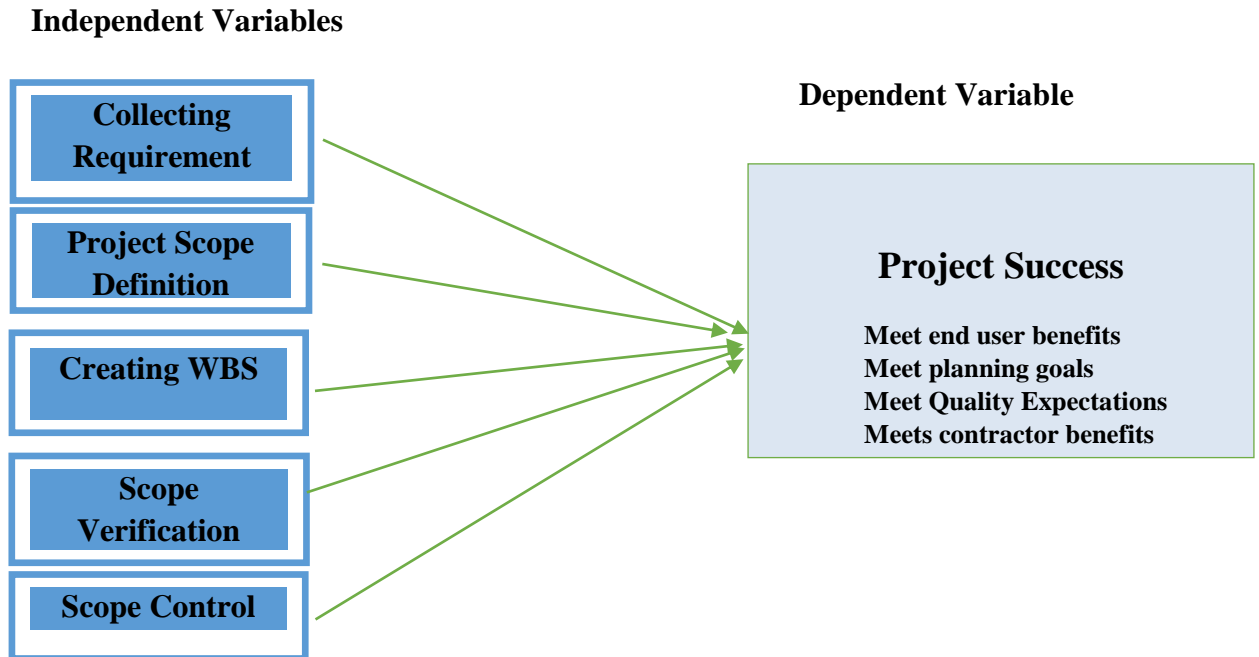 Independent Variables
Collecting
Requirement
Project Scope
Definition
Creating WBS
Scope
Verification
Scope Control
Dependent Variable
Project Success
Meet end user benefits
Meet planning goals
Meet Quality Expectations
Meets contractor benefits